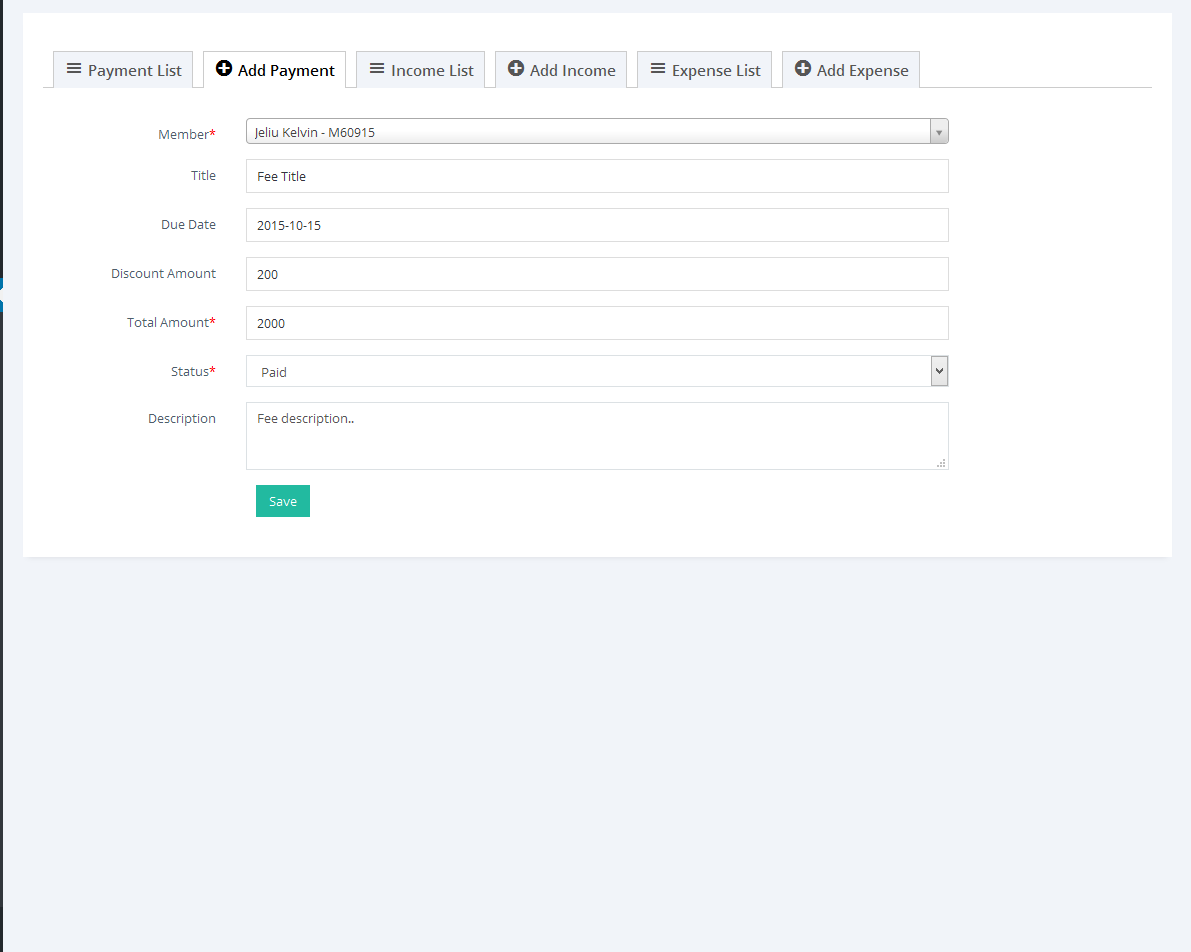 Payment List Add Payment Income List Add Income Expense List Add Expense
Member* Jeliu Kelvin - M60915
Title Fee Title
Due Date 2015-10-15
Discount Amount 200
Total Amount* 2000
Status* Paid
Description Fee description..
Save